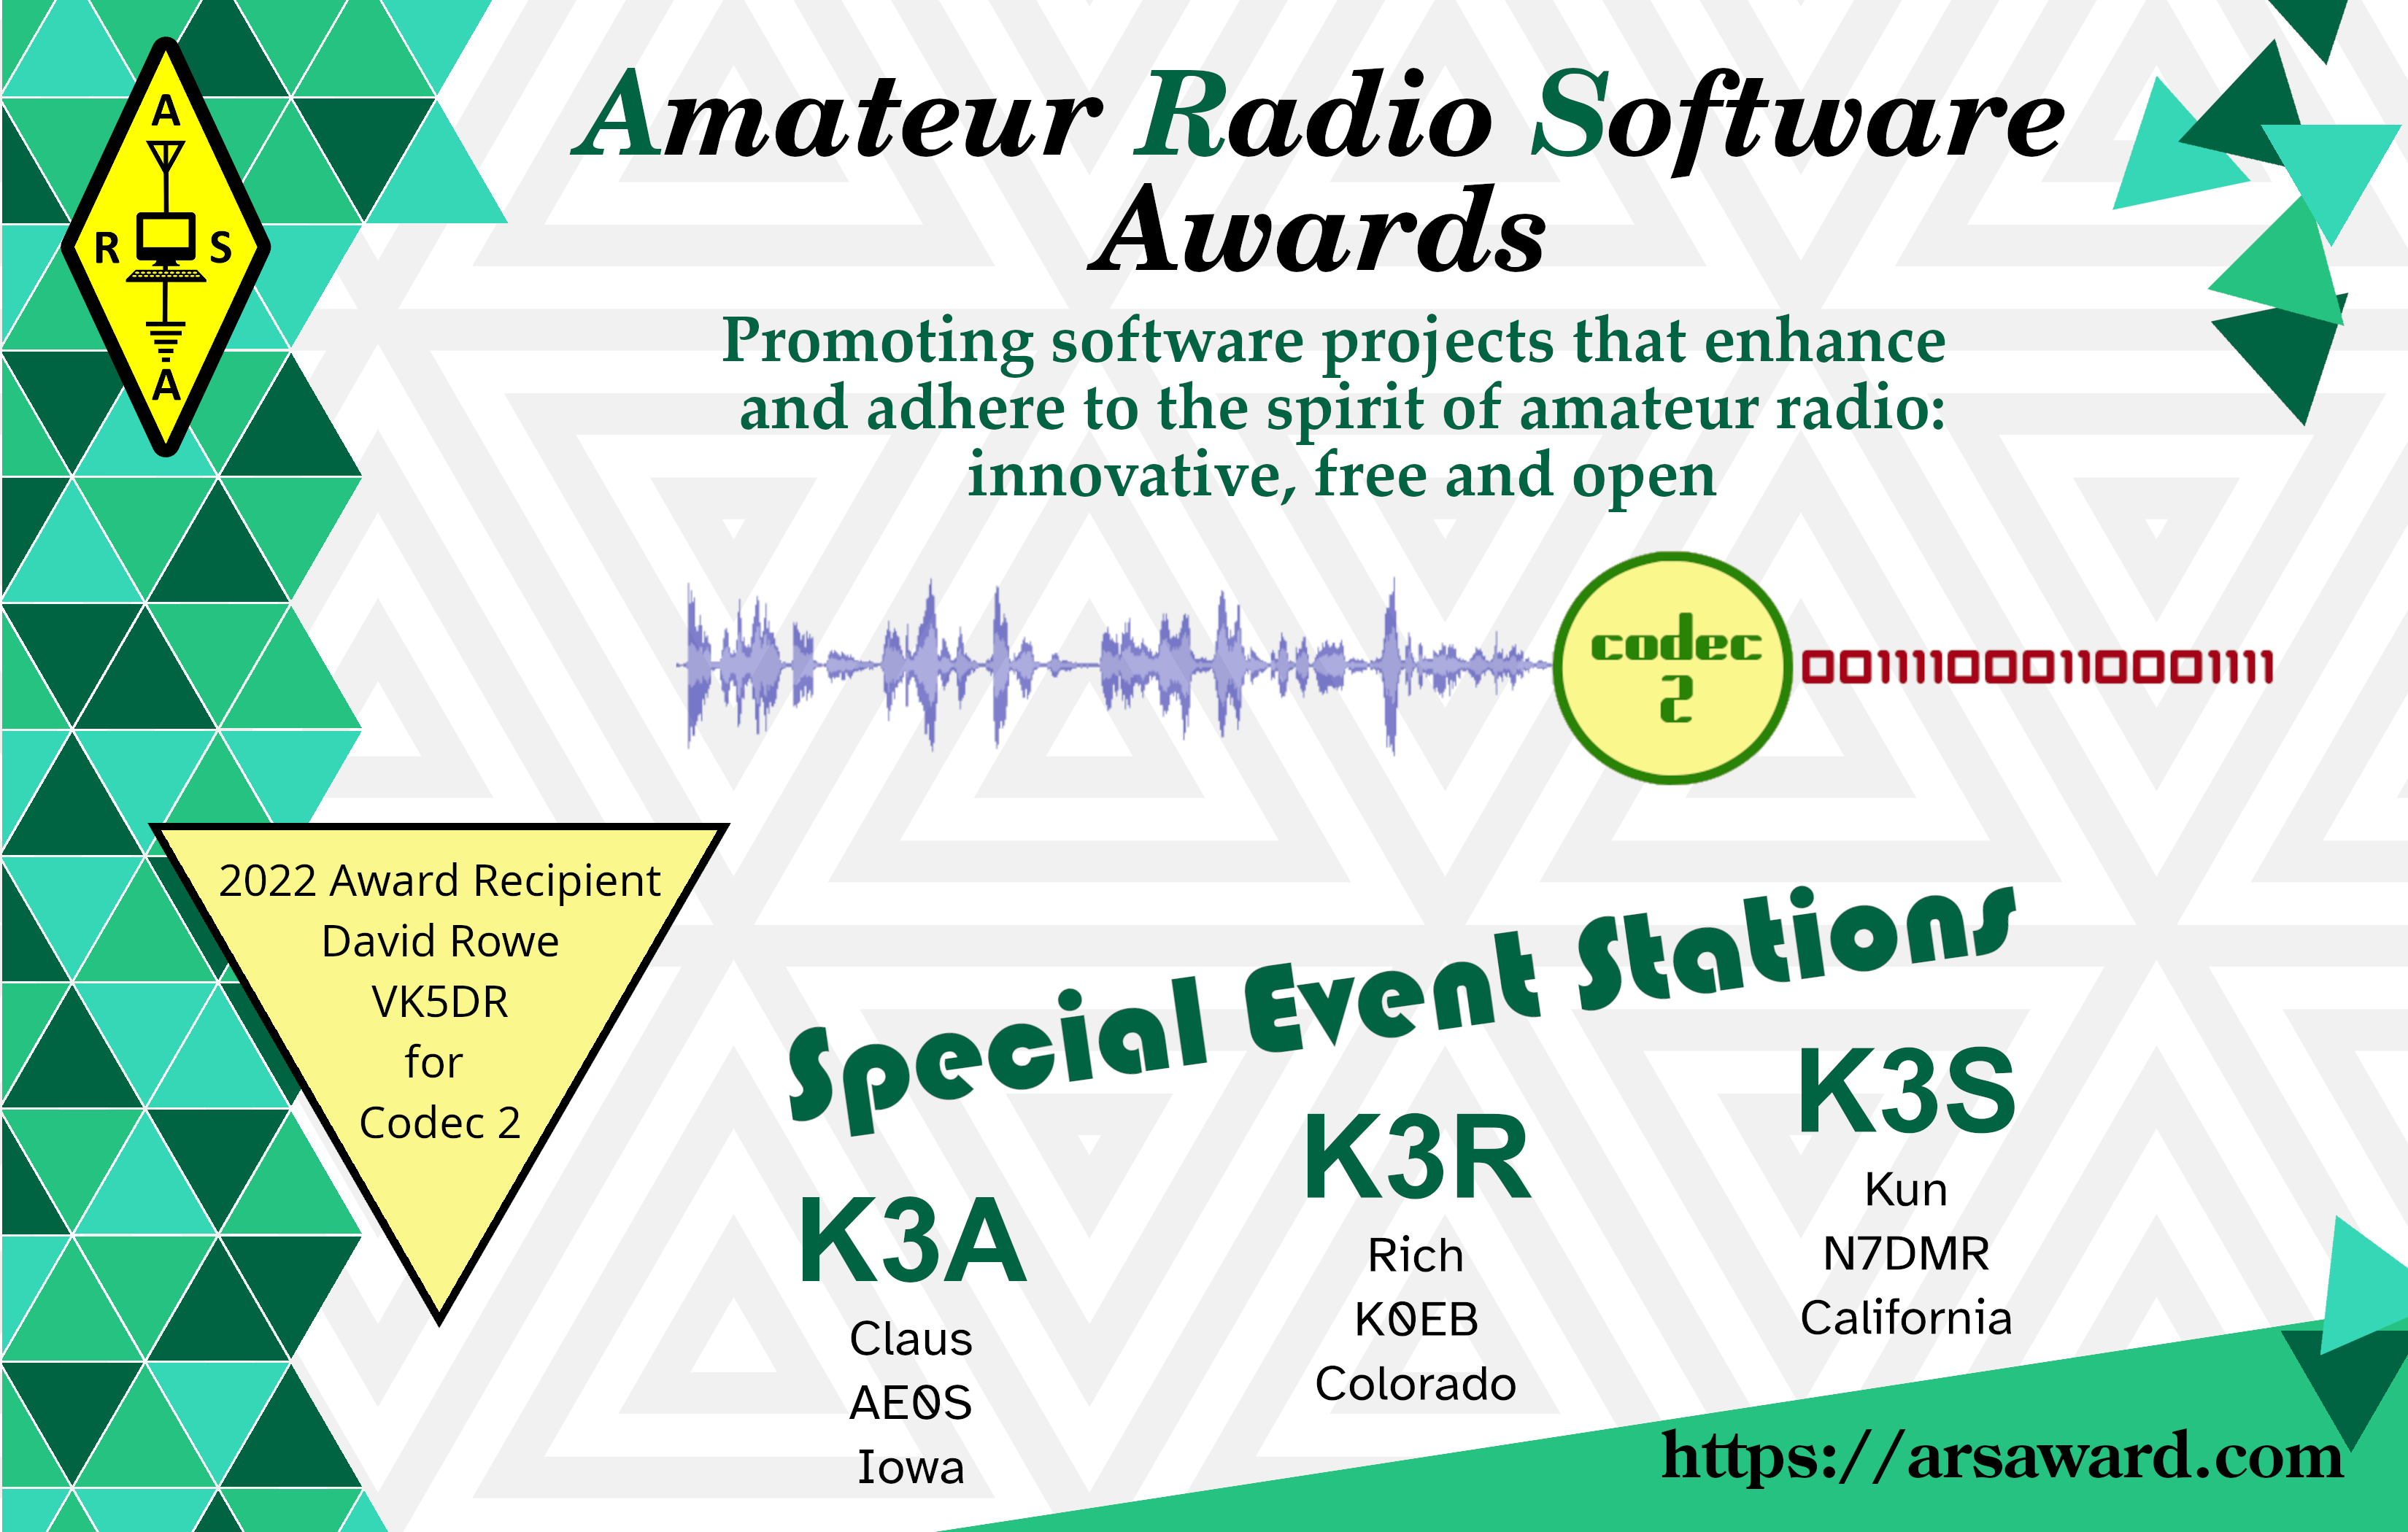 A
R S
A
Amateur Radio Software
Awards
Promoting software projects that enhance
and adhere to the spirit of amateur radio:
innovative, free and open
codec
2
001111000110001111
2022 Award Recipient
David Rowe
VK5DR
for
Codec 2
Special Event Stations
K3A
Claus
AE0S
Iowa
K3R
Rich
K0EB
Colorado
K3S
Kun
N7DMR
California
https://arsaward.com